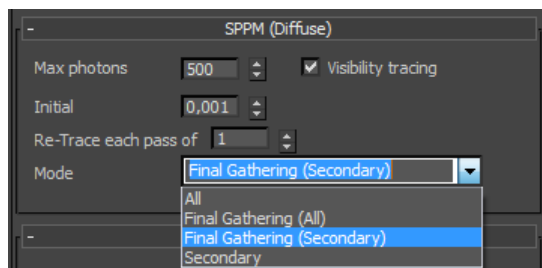 - SPPM (Diffuse)
Max photons 500 Visibility tracing
Initial 0,001
Re-Trace each pass of 1
Mode Final Gathering (Secondary)
All
Final Gathering (All)
Final Gathering (Secondary)
Secondary
-